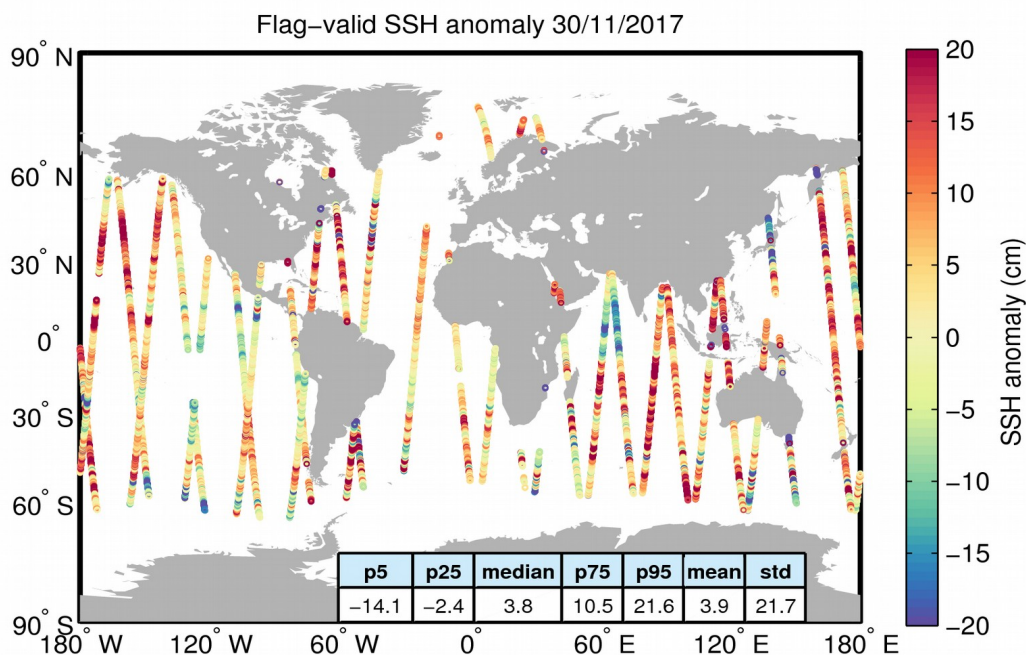 Flag−valid SSH anomaly 30/11/2017
90° N
60° N
30° N
0°
30° S
60° S
90° S
180° W
120° W
60° W
0°
60° E
120° E
180° E
p5 p25 median p75 p95 mean std
−14.1 −2.4 3.8 10.5 21.6 3.9 21.7
20
15
10
5
0
−5
−10
−15
−20
SSH anomaly (cm)